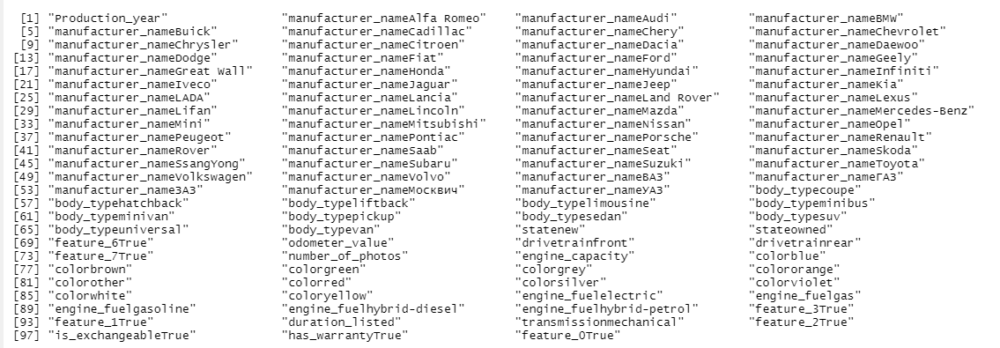 [1] "Production_year" "manufacturer_nameAlfa Romeo" "manufacturer_nameAudi" "manufacturer_nameBMW"
[5] "manufacturer_nameBuick" "manufacturer_nameCadillac" "manufacturer_nameChery" "manufacturer_nameChevrolet"
[9] "manufacturer_nameChrysler" "manufacturer_nameCitroen" "manufacturer_nameDacia" "manufacturer_nameDaewoo"
[13] "manufacturer_nameDodge" "manufacturer_nameFiat" "manufacturer_nameFord" "manufacturer_nameGeely"
[17] "manufacturer_nameGreat Wall" "manufacturer_nameHonda" "manufacturer_nameHyundai" "manufacturer_nameInfiniti"
[21] "manufacturer_nameIveco" "manufacturer_nameJaguar" "manufacturer_nameJeep" "manufacturer_nameKia"
[25] "manufacturer_nameLADA" "manufacturer_nameLancia" "manufacturer_nameLand Rover" "manufacturer_nameLexus"
[29] "manufacturer_nameLifan" "manufacturer_nameLincoln" "manufacturer_nameMazda" "manufacturer_nameMercedes-Benz"
[33] "manufacturer_nameMini" "manufacturer_nameMitsubishi" "manufacturer_nameNissan" "manufacturer_nameOpel"
[37] "manufacturer_namePeugeot" "manufacturer_namePontiac" "manufacturer_namePorsche" "manufacturer_nameRenault"
[41] "manufacturer_nameRover" "manufacturer_nameSaab" "manufacturer_nameSeat" "manufacturer_nameSkoda"
[45] "manufacturer_nameSsangYong" "manufacturer_nameSubaru" "manufacturer_nameSuzuki" "manufacturer_nameToyota"
[49] "manufacturer_nameVolkswagen" "manufacturer_nameVolvo" "manufacturer_nameВАЗ" "manufacturer_nameГАЗ"
[53] "manufacturer_nameЗАЗ" "manufacturer_nameМосквич" "manufacturer_nameУАЗ" "body_typecoupe"
[57] "body_typehatchback" "body_typeliftback" "body_typelimousine" "body_typeminibus"
[61] "body_typeminivan" "body_typepickup" "body_typesedan" "body_typesuv"
[65] "body_typeuniversal" "body_typevan" "statenew" "stateowned"
[69] "feature_6True" "odometer_value" "drivetrainfront" "drivetrainrear"
[73] "feature_7True" "number_of_photos" "engine_capacity" "colorblue"
[77] "colorbrown" "colorgreen" "colorgrey" "colororange"
[81] "colorother" "colorred" "colorsilver" "colorviolet"
[85] "colorwhite" "coloryellow" "engine_fuelelectric" "engine_fuelgas"
[89] "engine_fuelgasoline" "engine_fuelhybrid-diesel" "engine_fuelhybrid-petrol" "feature_3True"
[93] "feature_1True" "duration_listed" "transmissionmechanical" "feature_2True"
[97] "is_exchangeableTrue" "has_warrantyTrue" "feature_0True"